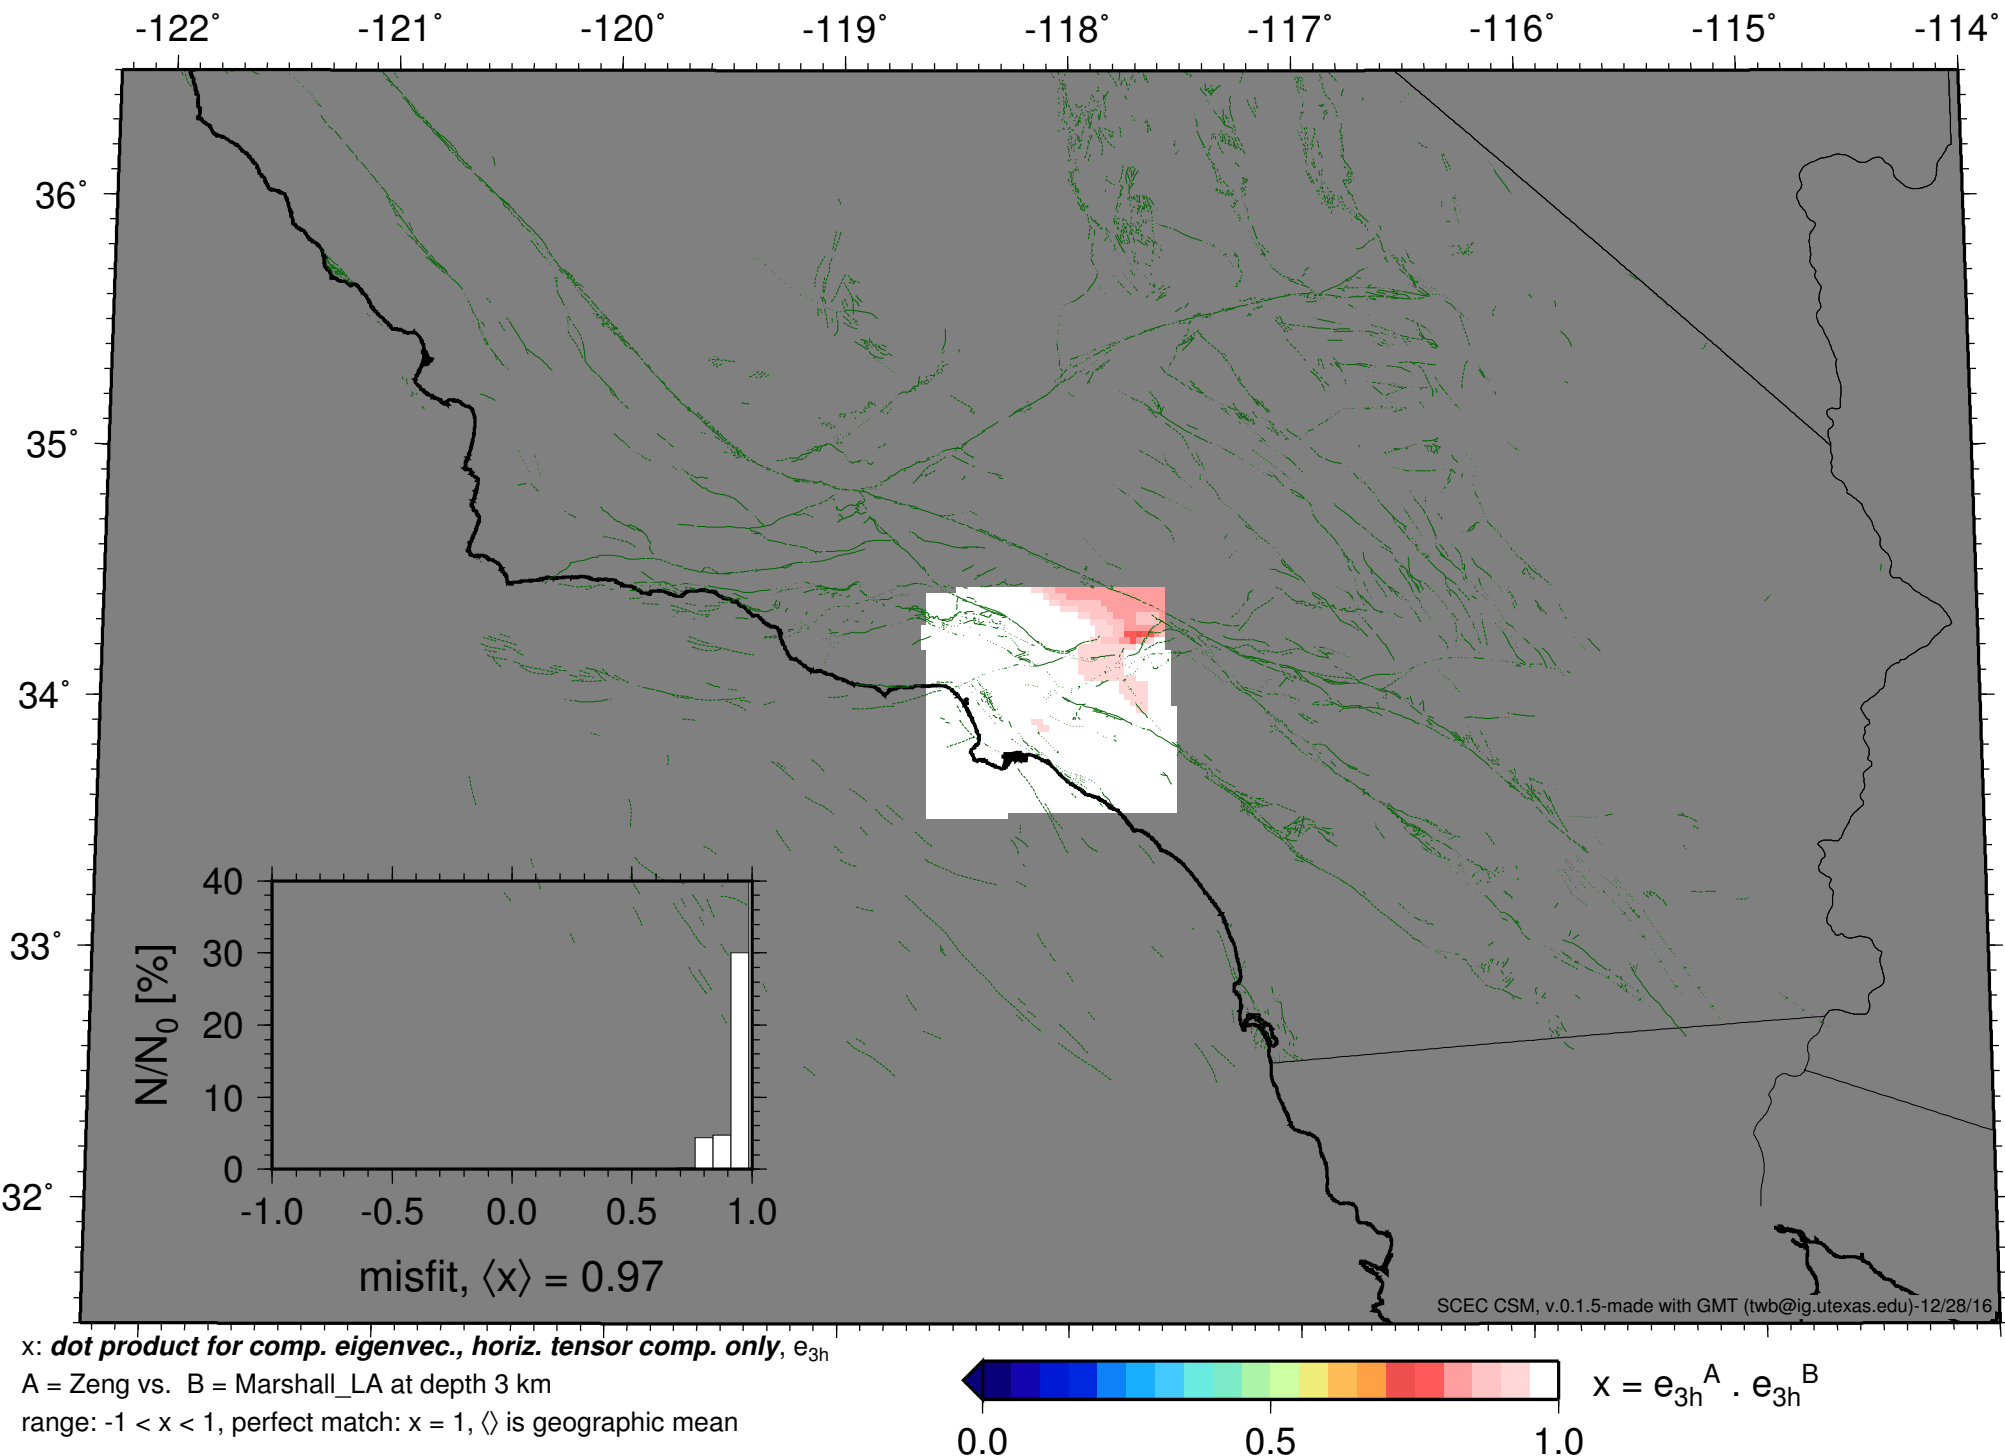 -122° -121° -120° -119° -118° -117° -116° -115° -114°
36°
35°
34°
33°
32°
N/N0 [%]
40
30
20
10
0
-1.0 -0.5 0.0 0.5 1.0
misfit, ⟨x⟩ = 0.97
SCEC CSM, v.0.1.5-made with GMT (twb@ig.utexas.edu)-12/28/16
x: dot product for comp. eigenvec., horiz. tensor comp. only, e3h
A = Zeng vs. B = Marshall_LA at depth 3 km
range: -1 < x < 1, perfect match: x = 1, ⟨⟩ is geographic mean
x = e3h^A . e3h^B
0.0 0.5 1.0